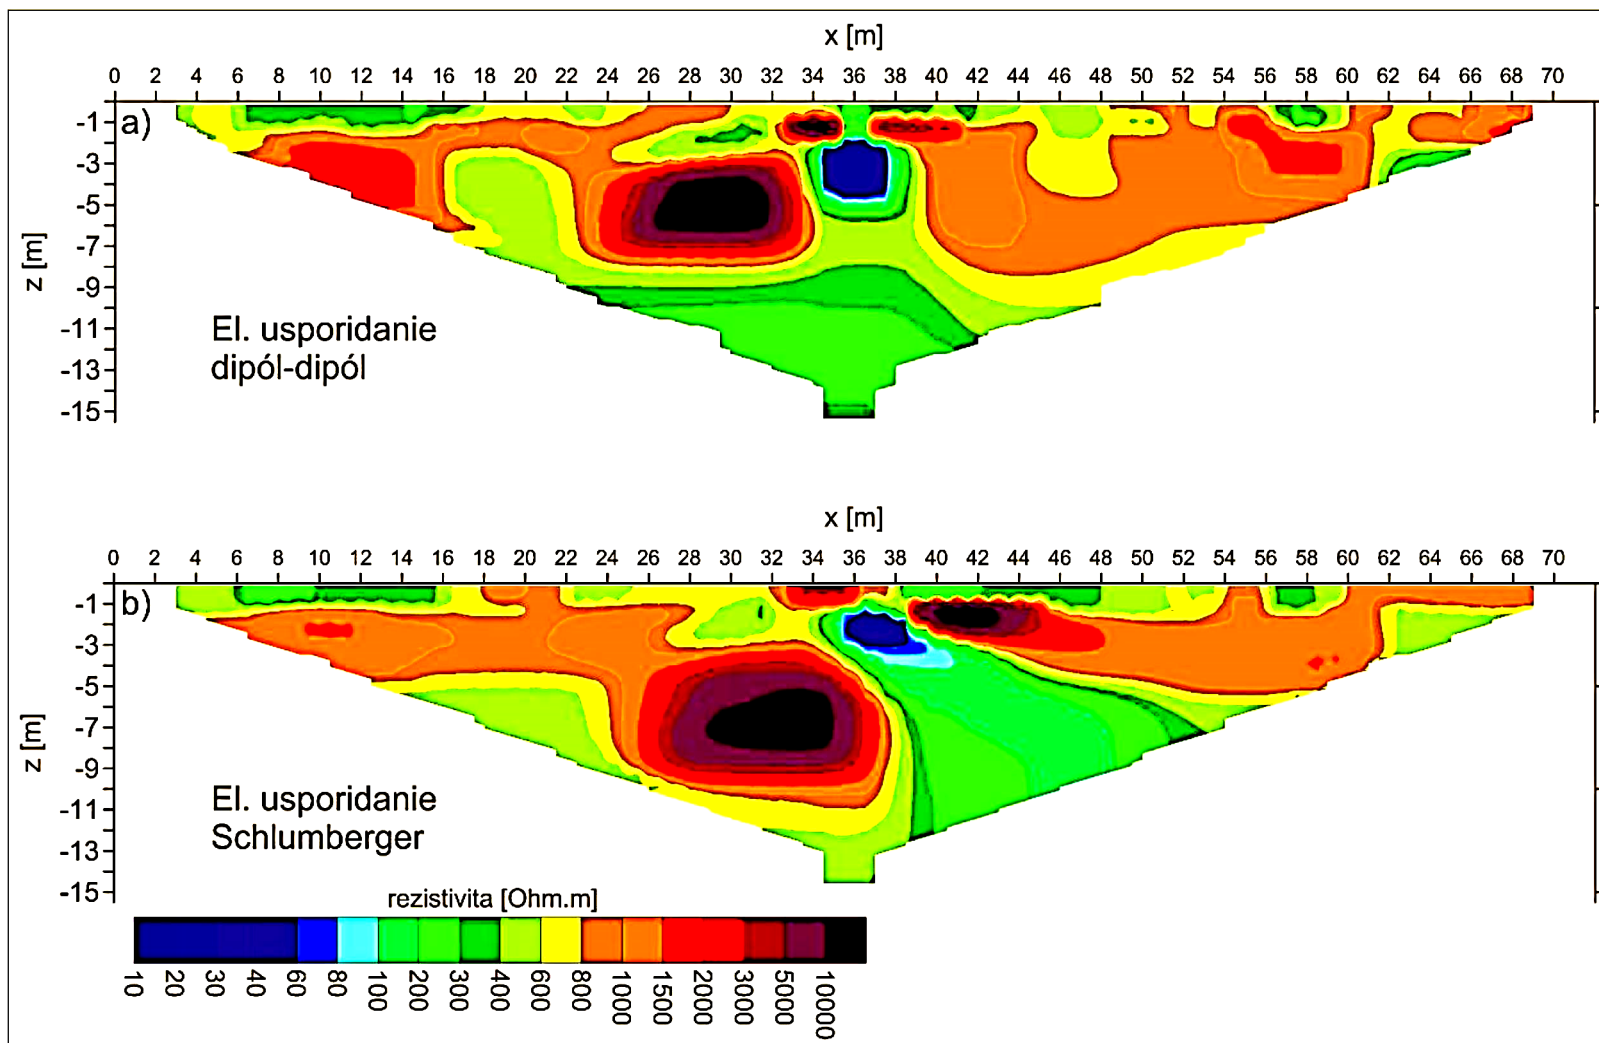 x [m]
0 2 4 6 8 10 12 14 16 18 20 22 24 26 28 30 32 34 36 38 40 42 44 46 48 50 52 54 56 58 60 62 64 66 68 70
a)
-1
-3
-5
-7
-9
-11
-13
-15
z [m]
El. usporidanie
dipól-dipól
x [m]
0 2 4 6 8 10 12 14 16 18 20 22 24 26 28 30 32 34 36 38 40 42 44 46 48 50 52 54 56 58 60 62 64 66 68 70
b)
-1
-3
-5
-7
-9
-11
-13
-15
z [m]
El. usporidanie
Schlumberger
rezistivita [Ohm.m]
10 20 30 40 60 80 100 200 300 400 600 800 1000 1500 2000 3000 5000 10000